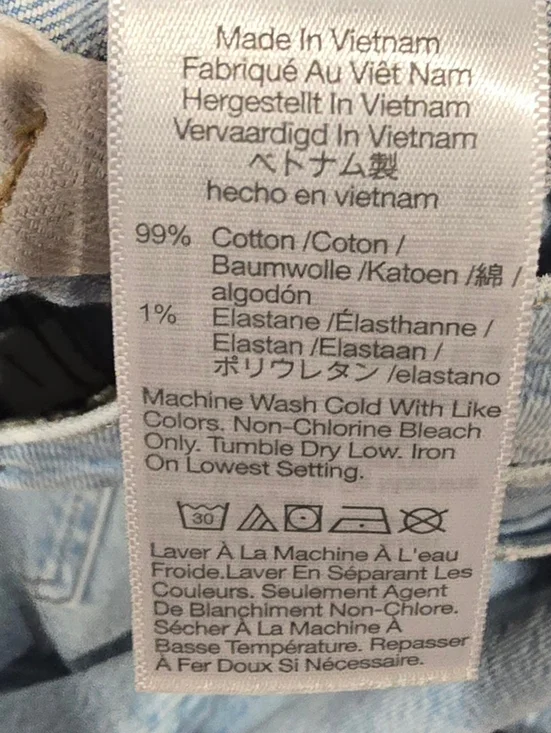 Made In Vietnam
Fabriqué Au Viêt Nam
Hergestellt In Vietnam
Vervaardigd In Vietnam
ベトナム製
hecho en vietnam
99% Cotton /Coton /
Baumwolle /Katoen /綿 /
algodón
1% Elastane /Élasthanne /
Elastan /Elastaan /
ポリウレタン /elastano
Machine Wash Cold With Like
Colors. Non-Chlorine Bleach
Only. Tumble Dry Low. Iron
On Lowest Setting.
30
Laver À La Machine À L'eau
Froide.Laver En Séparant Les
Couleurs. Seulement Agent
De Blanchiment Non-Chlore.
Sécher À La Machine À
Basse Température. Repasser
À Fer Doux Si Nécessaire.